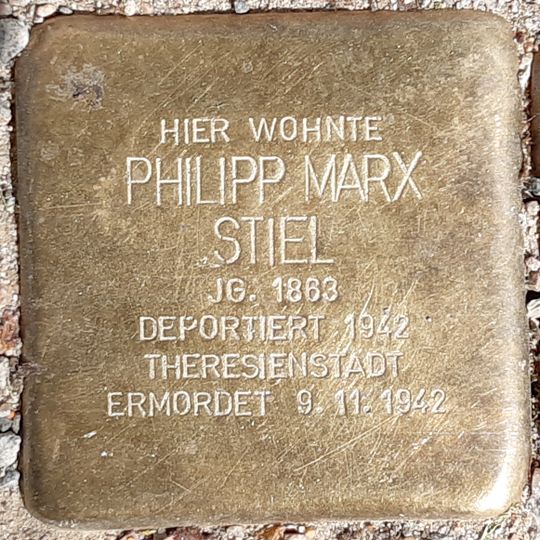 HIER WOHNTE
PHILIPP MARX
STIEL
JG. 1863
DEPORTIERT 1942
THERESIENSTADT
ERMORDET 9.11.1942